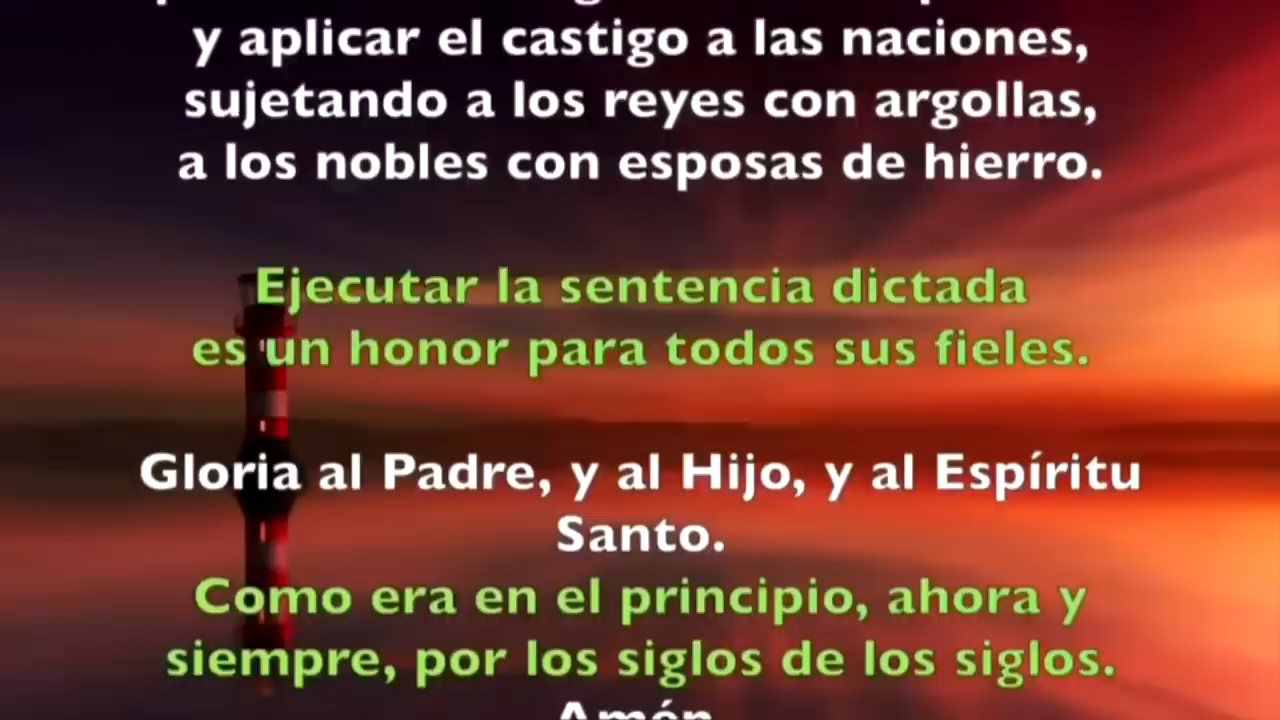 y aplicar el castigo a las naciones,
sujetando a los reyes con argollas,
a los nobles con esposas de hierro.
Ejecutar la sentencia dictada
es un honor para todos sus fieles.
Gloria al Padre, y al Hijo, y al Espíritu
Santo.
Como era en el principio, ahora y
siempre, por los siglos de los siglos.
Amén